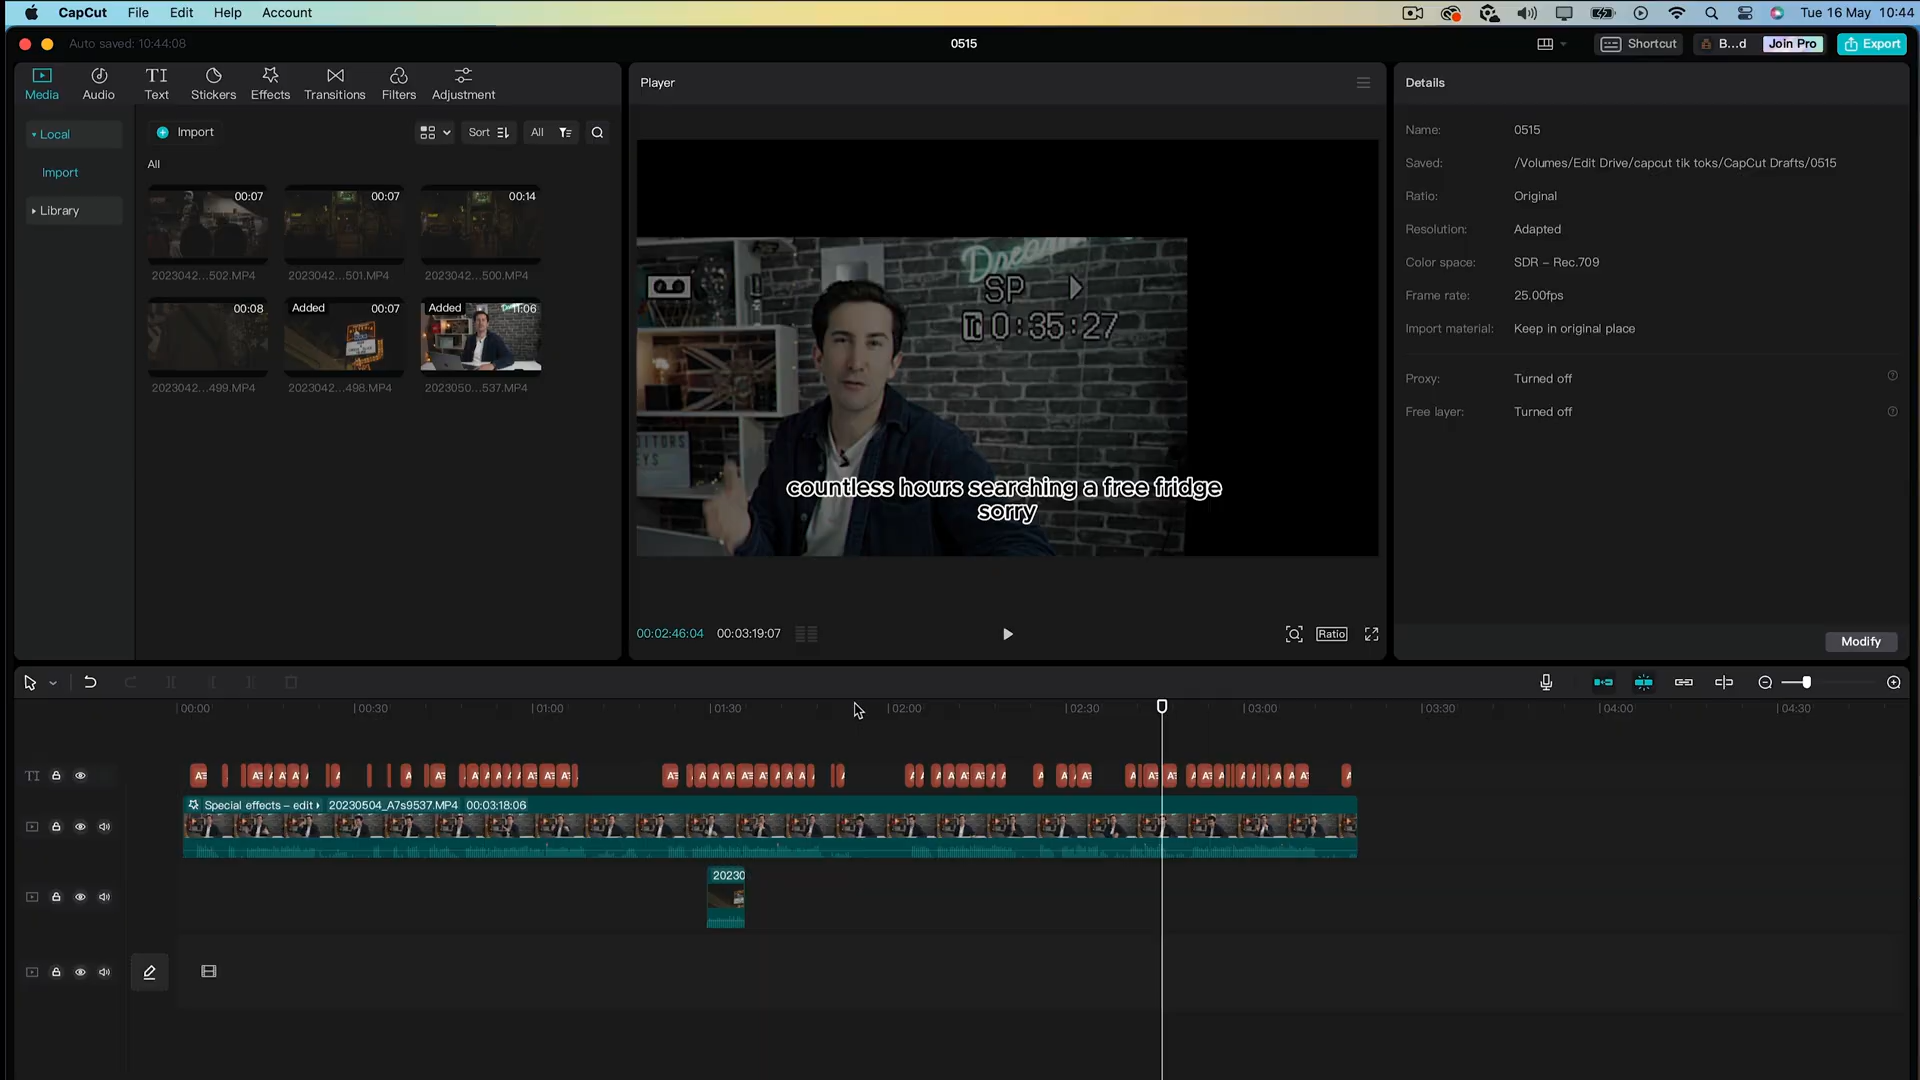 CapCut File Edit Help Account
Tue 16 May 10:44
Auto saved: 10:44:08
0515
Shortcut
B...d
Join Pro
Export
Media
Audio
TI
Text
Stickers
Effects
Transitions
Filters
Adjustment
Local
Import
Library
Import
Sort
All
All
00:07
00:07
00:14
2023042...502.MP4
2023042...501.MP4
2023042...500.MP4
00:08
Added 00:07
Added 11:06
2023042...499.MP4
2023042...498.MP4
2023050...537.MP4
Player
Dream
SP
0:35:27
DITORS
EYS
countless hours searching a free fridge
sorry
00:02:46:04 00:03:19:07
Ratio
Details
Name: 0515
Saved: /Volumes/Edit Drive/capcut tik toks/CapCut Drafts/0515
Ratio: Original
Resolution: Adapted
Color space: SDR – Rec.709
Frame rate: 25.00fps
Import material: Keep in original place
Proxy: Turned off
Free layer: Turned off
Modify
00:00 00:30 01:00 01:30 02:00 02:30 03:00 03:30 04:00 04:30
TI
Special effects – edit 20230504_A7s9537.MP4 00:03:18:06
20230